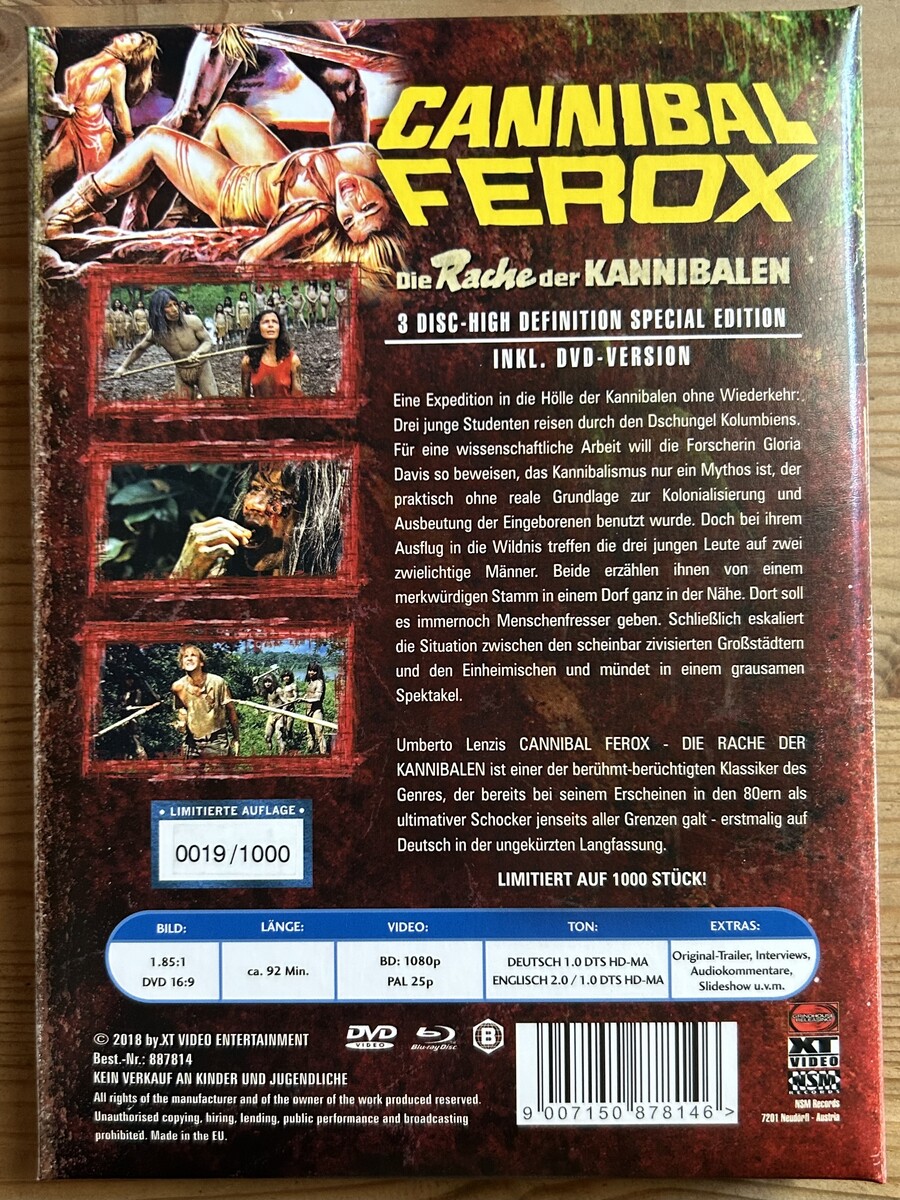 CANNIBAL
FEROX
Die Rache der KANNIBALEN
3 DISC-HIGH DEFINITION SPECIAL EDITION
INKL. DVD-VERSION
Eine Expedition in die Hölle der Kannibalen ohne Wiederkehr:
Drei junge Studenten reisen durch den Dschungel Kolumbiens.
Für eine wissenschaftliche Arbeit will die Forscherin Gloria
Davis so beweisen, das Kannibalismus nur ein Mythos ist, der
praktisch ohne reale Grundlage zur Kolonialisierung und
Ausbeutung der Eingeborenen benutzt wurde. Doch bei ihrem
Ausflug in die Wildnis treffen die drei jungen Leute auf zwei
zwielichtige Männer. Beide erzählen ihnen von einem
merkwürdigen Stamm in einem Dorf ganz in der Nähe. Dort soll
es immernoch Menschenfresser geben. Schließlich eskaliert
die Situation zwischen den scheinbar zivisierten Großstädtern
und den Einheimischen und mündet in einem grausamen
Spektakel.
Umberto Lenzis CANNIBAL FEROX - DIE RACHE DER
KANNIBALEN ist einer der berühmt-berüchtigten Klassiker des
Genres, der bereits bei seinem Erscheinen in den 80ern als
ultimativer Schocker jenseits aller Grenzen galt - erstmalig auf
Deutsch in der ungekürzten Langfassung.
LIMITIERT AUF 1000 STÜCK!
• LIMITIERTE AUFLAGE •
0019/1000
BILD:
1.85:1
DVD 16:9
LÄNGE:
ca. 92 Min.
VIDEO:
BD: 1080p
PAL 25p
TON:
DEUTSCH 1.0 DTS HD-MA
ENGLISCH 2.0 / 1.0 DTS HD-MA
EXTRAS:
Original-Trailer, Interviews,
Audiokommentare,
Slideshow u.v.m.
© 2018 by.XT VIDEO ENTERTAINMENT
Best.-Nr.: 887814
KEIN VERKAUF AN KINDER UND JUGENDLICHE
All rights of the manufacturer and of the owner of the work produced reserved.
Unauthorised copying, hiring, lending, public performance and broadcasting
prohibited. Made in the EU.
DVD
VIDEO
Blu-ray Disc
B
9 007150 878146 >
GRINDHOUSE
RELEASING
XT
VIDEO
NSM
RECORDS
NSM Records
7201 Neudörfl - Austria